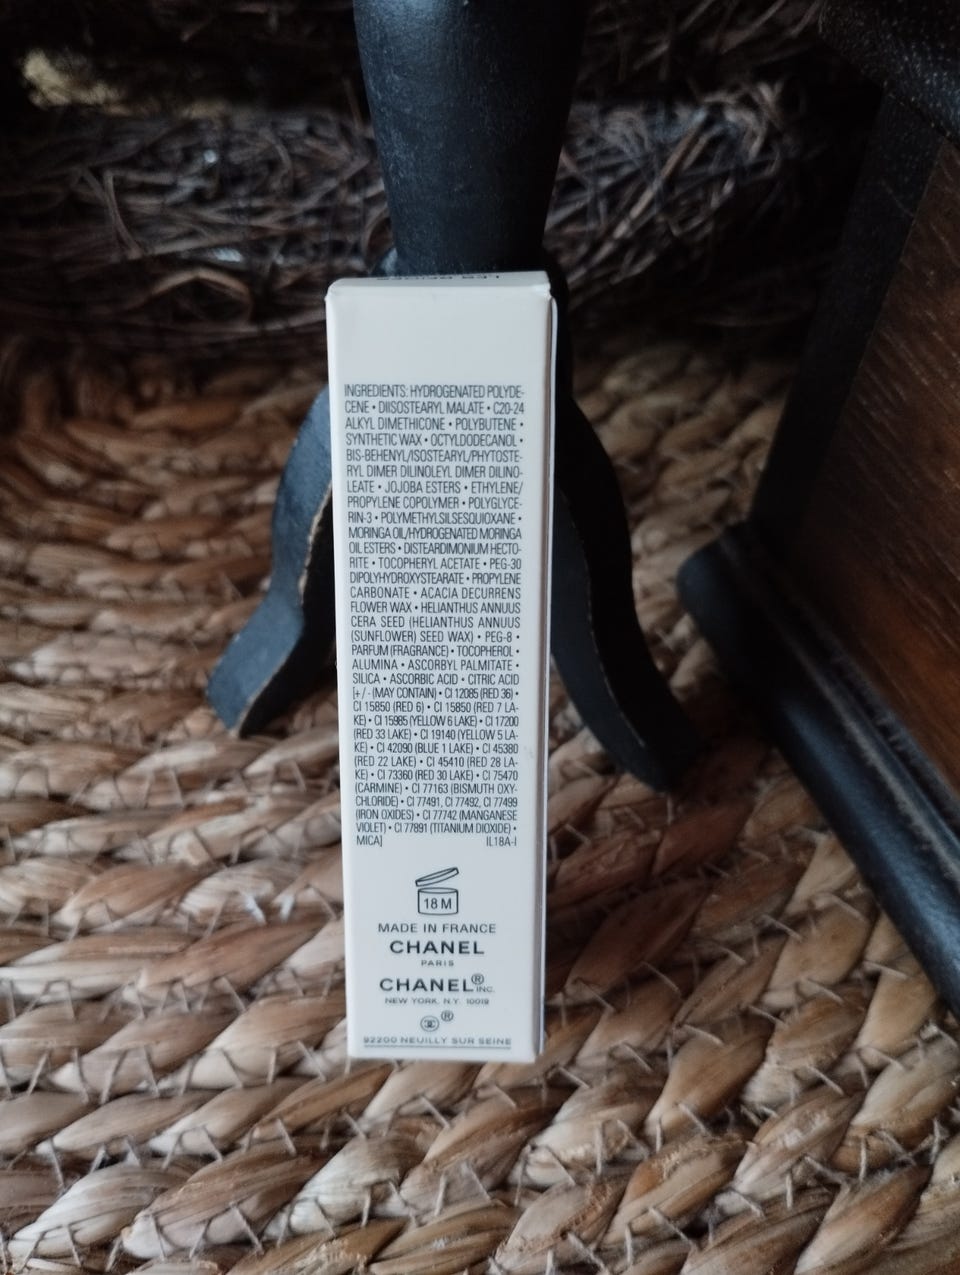 INGREDIENTS: HYDROGENATED POLYDE-
CENE • DIISOSTEARYL MALATE • C20-24
ALKYL DIMETHICONE • POLYBUTENE •
SYNTHETIC WAX • OCTYLDODECANOL •
BIS-BEHENYL/ISOSTEARYL/PHYTOSTE-
RYL DIMER DILINOLEYL DIMER DILINO-
LEATE • JOJOBA ESTERS • ETHYLENE/
PROPYLENE COPOLYMER • POLYGLYCE-
RIN-3 • POLYMETHYLSILSESQUIOXANE •
MORINGA OIL/HYDROGENATED MORINGA
OIL ESTERS • DISTEARDIMONIUM HECTO-
RITE • TOCOPHERYL ACETATE • PEG-30
DIPOLYHYDROXYSTEARATE • PROPYLENE
CARBONATE • ACACIA DECURRENS
FLOWER WAX • HELIANTHUS ANNUUS
CERA SEED (HELIANTHUS ANNUUS
(SUNFLOWER) SEED WAX) • PEG-8 •
PARFUM (FRAGRANCE) • TOCOPHEROL •
ALUMINA • ASCORBYL PALMITATE •
SILICA • ASCORBIC ACID • CITRIC ACID
[+/- (MAY CONTAIN) • CI 12085 (RED 36) •
CI 15850 (RED 6) • CI 15850 (RED 7 LA-
KE) • CI 15985 (YELLOW 6 LAKE) • CI 17200
(RED 33 LAKE) • CI 19140 (YELLOW 5 LA-
KE) • CI 42090 (BLUE 1 LAKE) • CI 45380
(RED 22 LAKE) • CI 45410 (RED 28 LA-
KE) • CI 73360 (RED 30 LAKE) • CI 75470
(CARMINE) • CI 77163 (BISMUTH OXY-
CHLORIDE) • CI 77491, CI 77492, CI 77499
(IRON OXIDES) • CI 77742 (MANGANESE
VIOLET) • CI 77891 (TITANIUM DIOXIDE) •
MICA] IL18A-I
18 M
MADE IN FRANCE
CHANEL
PARIS
CHANEL® INC.
NEW YORK, N.Y. 10019
®
92200 NEUILLY SUR SEINE